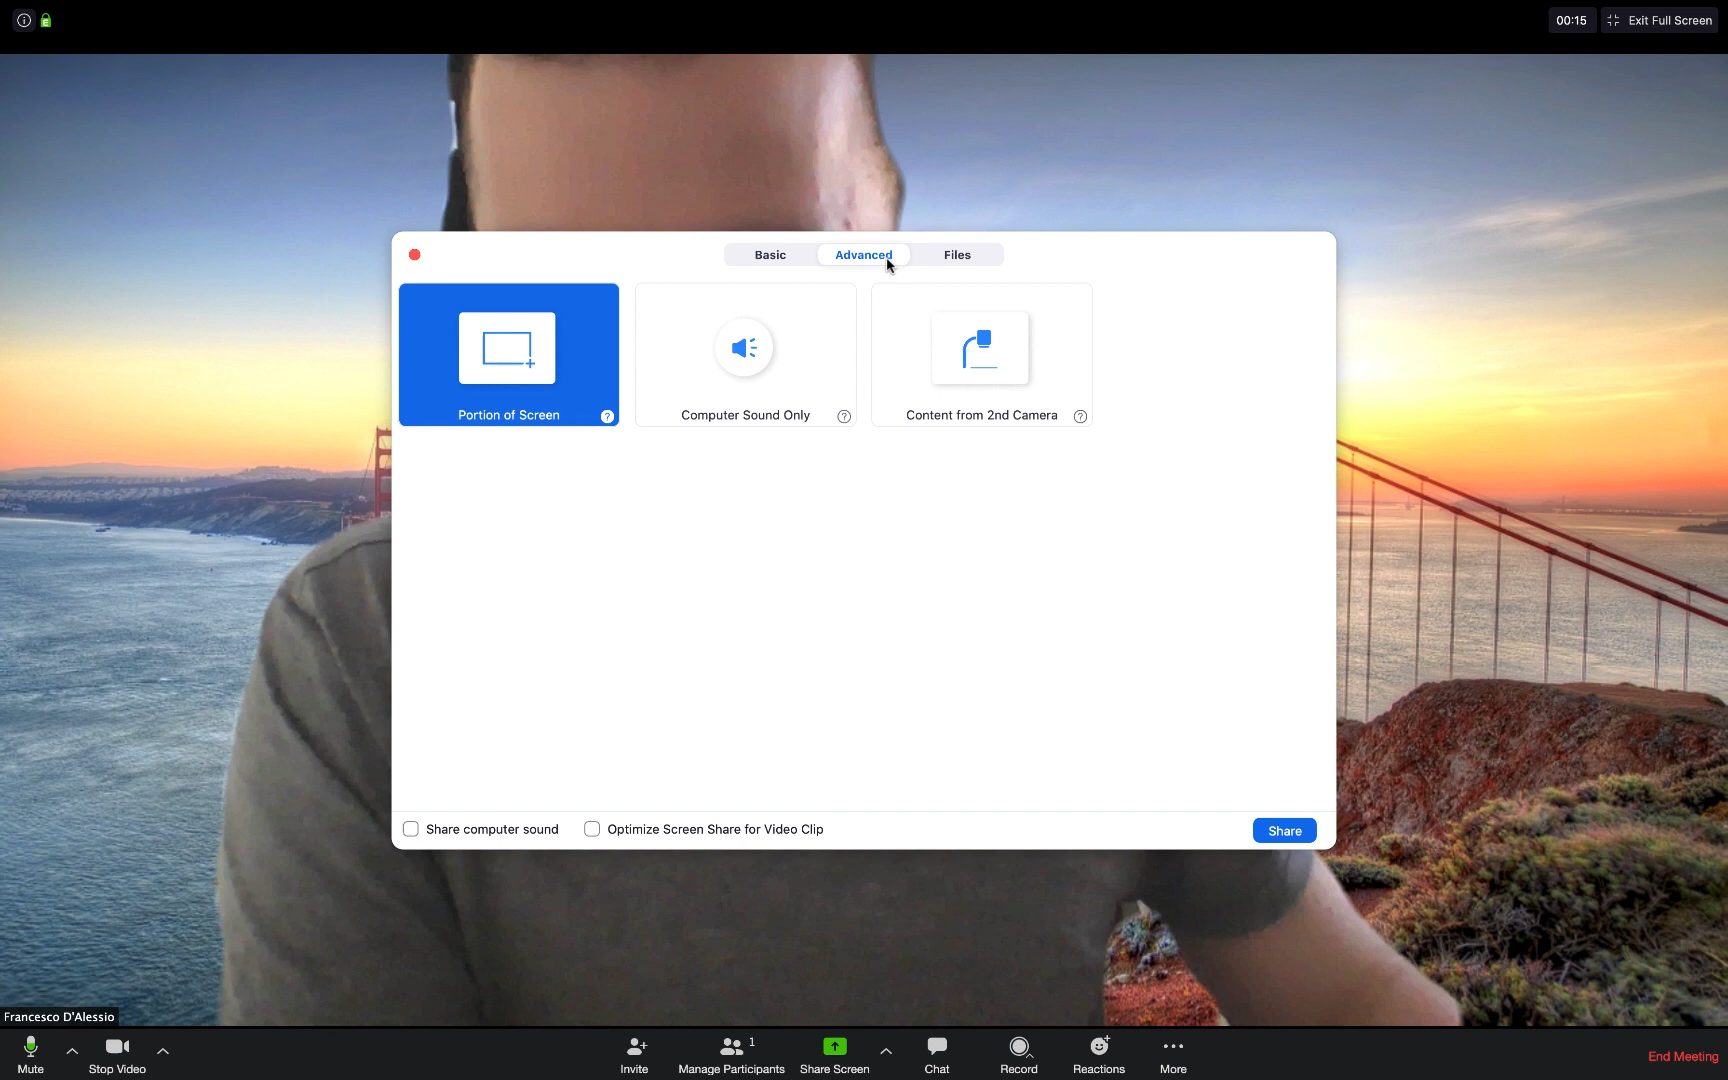 00:15 Exit Full Screen
Basic Advanced Files
Portion of Screen ? Computer Sound Only ? Content from 2nd Camera ?
Share computer sound Optimize Screen Share for Video Clip Share
Francesco D'Alessio
1
Mute Stop Video Invite Manage Participants Share Screen Chat Record Reactions More End Meeting